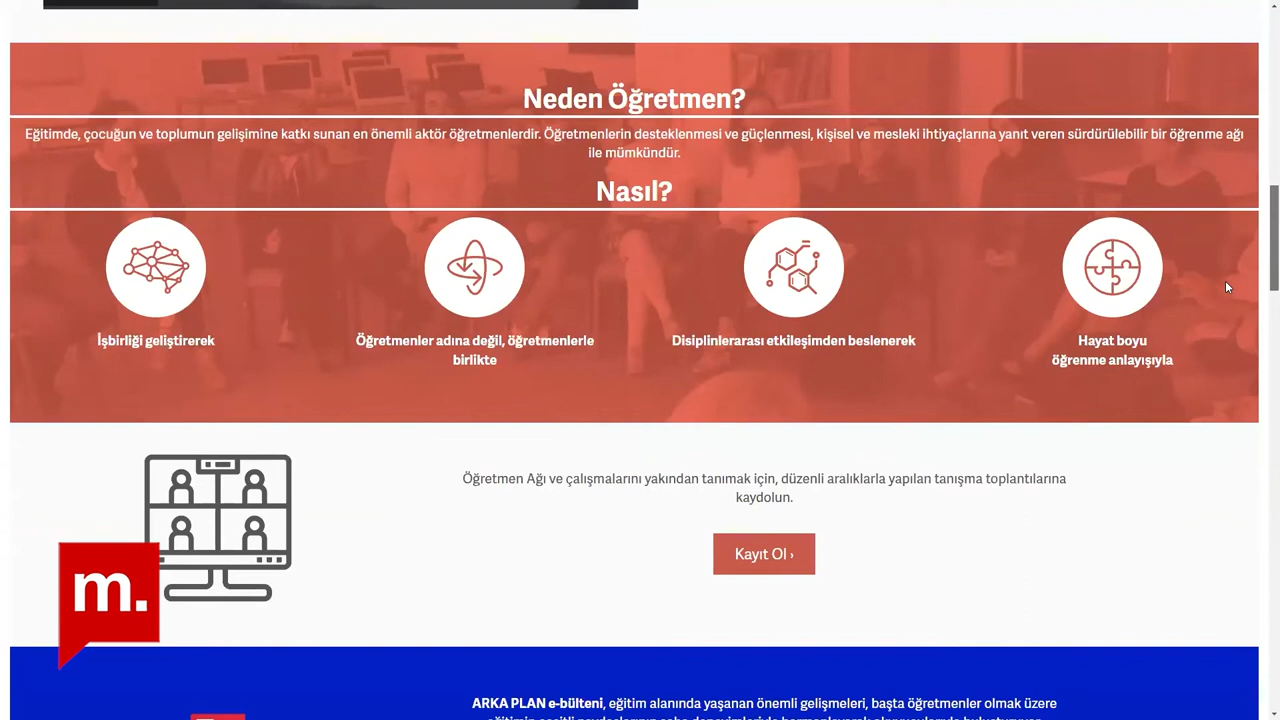 Neden Öğretmen?
Eğitimde, çocuğun ve toplumun gelişimine katkı sunan en önemli aktör öğretmenlerdir. Öğretmenlerin desteklenmesi ve güçlenmesi, kişisel ve mesleki ihtiyaçlarına yanıt veren sürdürülebilir bir öğrenme ağı
ile mümkündür.
Nasıl?
İşbirliği geliştirerek
Öğretmenler adına değil, öğretmenlerle
birlikte
Disiplinlerarası etkileşimden beslenerek
Hayat boyu
öğrenme anlayışıyla
Öğretmen Ağı ve çalışmalarını yakından tanımak için, düzenli aralıklarla yapılan tanışma toplantılarına
kaydolun.
Kayıt Ol ›
m.
ARKA PLAN e-bülteni, eğitim alanında yaşanan önemli gelişmeleri, başta öğretmenler olmak üzere